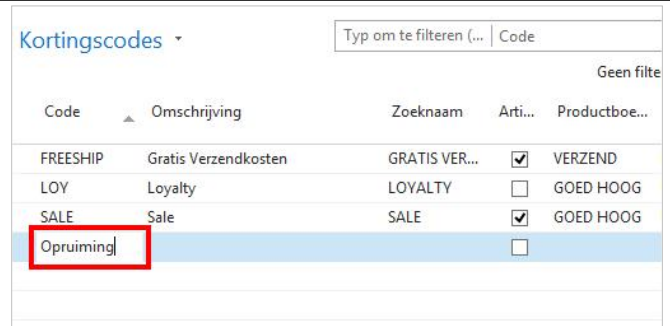 Kortingscodes
Typ om te filteren (... Code
Geen filte
Code Omschrijving Zoeknaam Arti... Productboe...
FREESHIP Gratis Verzendkosten GRATIS VER... VERZEND
LOY Loyalty LOYALTY GOED HOOG
SALE Sale SALE GOED HOOG
Opruiming